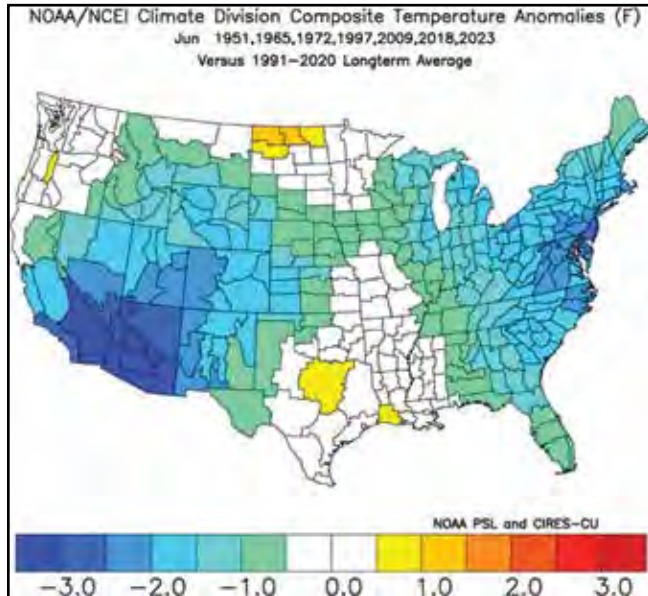 NOAA/NCEI Climate Division Composite Temperature Anomalies (F)
Jun 1951,1965,1972,1997,2009,2018,2023
Versus 1991−2020 Longterm Average
NOAA PSL and CIRES−CU
−3.0 −2.0 −1.0 0.0 1.0 2.0 3.0